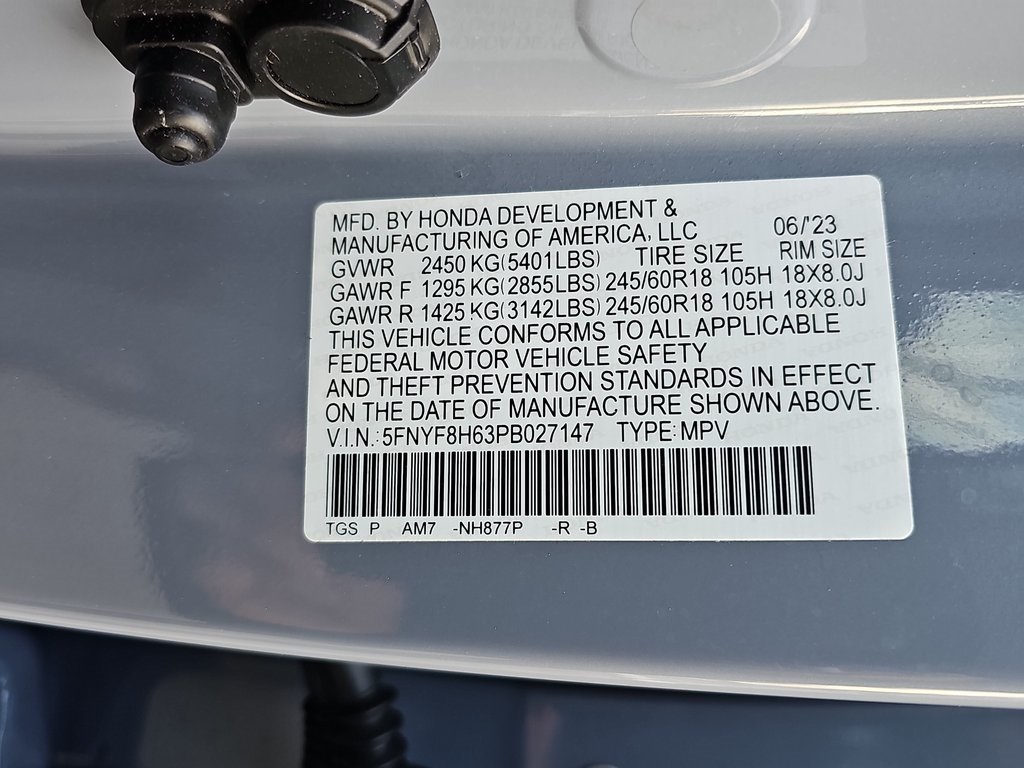 MFD. BY HONDA DEVELOPMENT &
MANUFACTURING OF AMERICA, LLC 06/'23
GVWR 2450 KG(5401LBS) TIRE SIZE RIM SIZE
GAWR F 1295 KG(2855LBS) 245/60R18 105H 18X8.0J
GAWR R 1425 KG(3142LBS) 245/60R18 105H 18X8.0J
THIS VEHICLE CONFORMS TO ALL APPLICABLE
FEDERAL MOTOR VEHICLE SAFETY
AND THEFT PREVENTION STANDARDS IN EFFECT
ON THE DATE OF MANUFACTURE SHOWN ABOVE.
V.I.N.:5FNYF8H63PB027147 TYPE:MPV
TGS P AM7 -NH877P -R -B